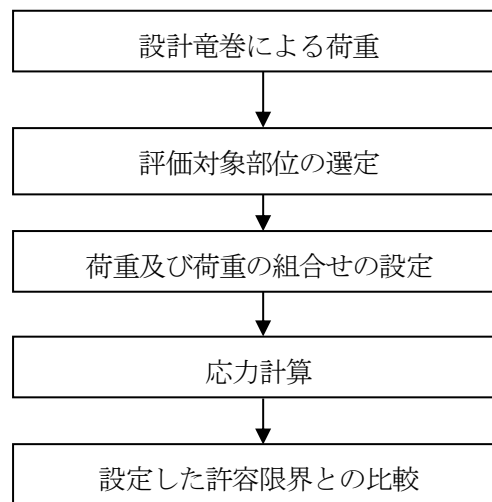 設計竜巻による荷重
評価対象部位の選定
荷重及び荷重の組合せの設定
応力計算
設定した許容限界との比較